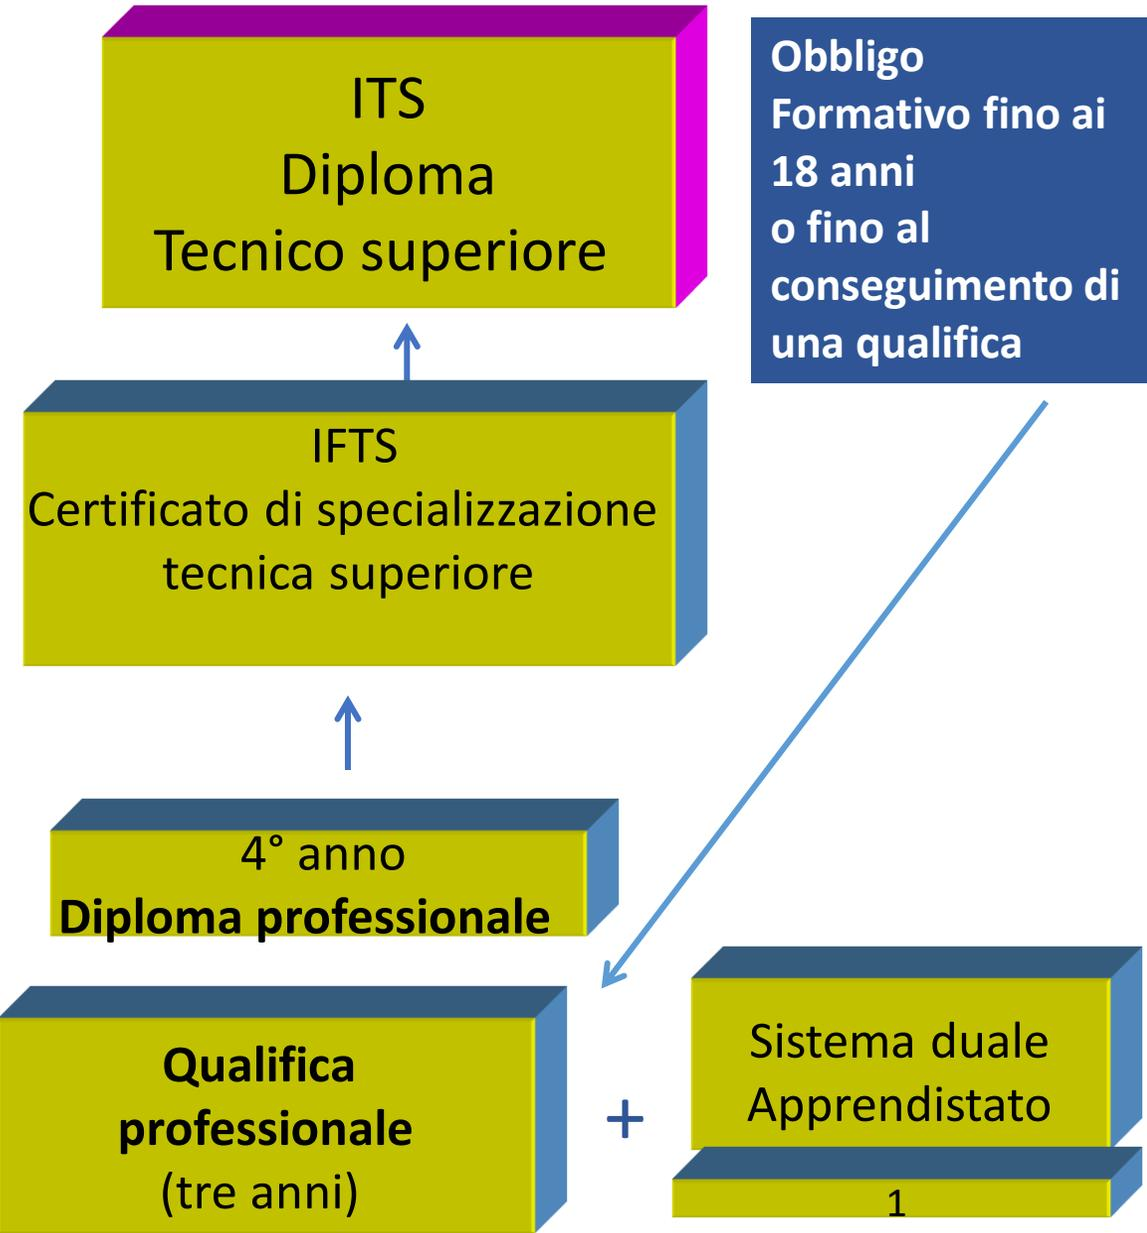 ITS
Diploma
Tecnico superiore
Obbligo
Formativo fino ai
18 anni
o fino al
conseguimento di
una qualifica
IFTS
Certificato di specializzazione
tecnica superiore
4° anno
Diploma professionale
Qualifica
professionale
(tre anni)
+
Sistema duale
Apprendistato
1